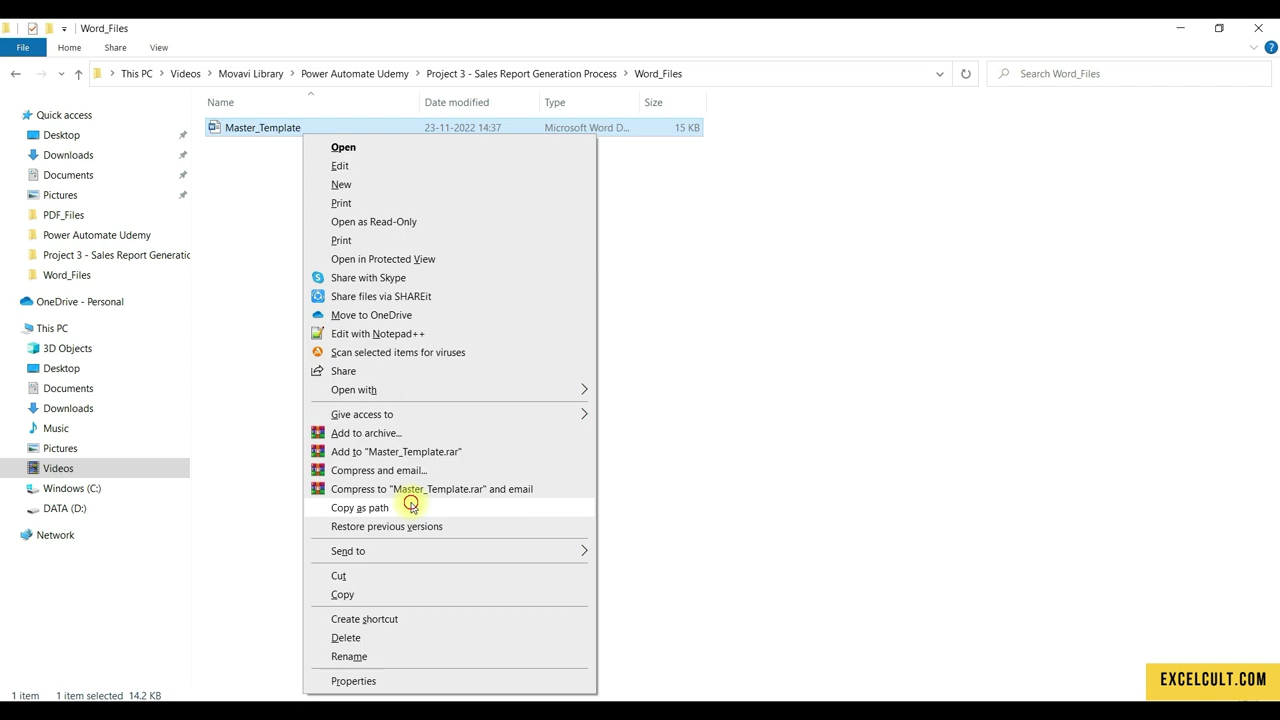 Word_Files
File Home Share View
This PC Videos Movavi Library Power Automate Udemy Project 3 - Sales Report Generation Process Word_Files
Search Word_Files
Name Date modified Type Size
Master_Template 23-11-2022 14:37 Microsoft Word D... 15 KB
Quick access
Desktop
Downloads
Documents
Pictures
PDF_Files
Power Automate Udemy
Project 3 - Sales Report Generatio
Word_Files
OneDrive - Personal
This PC
3D Objects
Desktop
Documents
Downloads
Music
Pictures
Videos
Windows (C:)
DATA (D:)
Network
Open
Edit
New
Print
Open as Read-Only
Print
Open in Protected View
Share with Skype
Share files via SHAREit
Move to OneDrive
Edit with Notepad++
Scan selected items for viruses
Share
Open with
Give access to
Add to archive...
Add to "Master_Template.rar"
Compress and email...
Compress to "Master_Template.rar" and email
Copy as path
Restore previous versions
Send to
Cut
Copy
Create shortcut
Delete
Rename
Properties
1 item 1 item selected 14.2 KB
EXCELCULT.COM